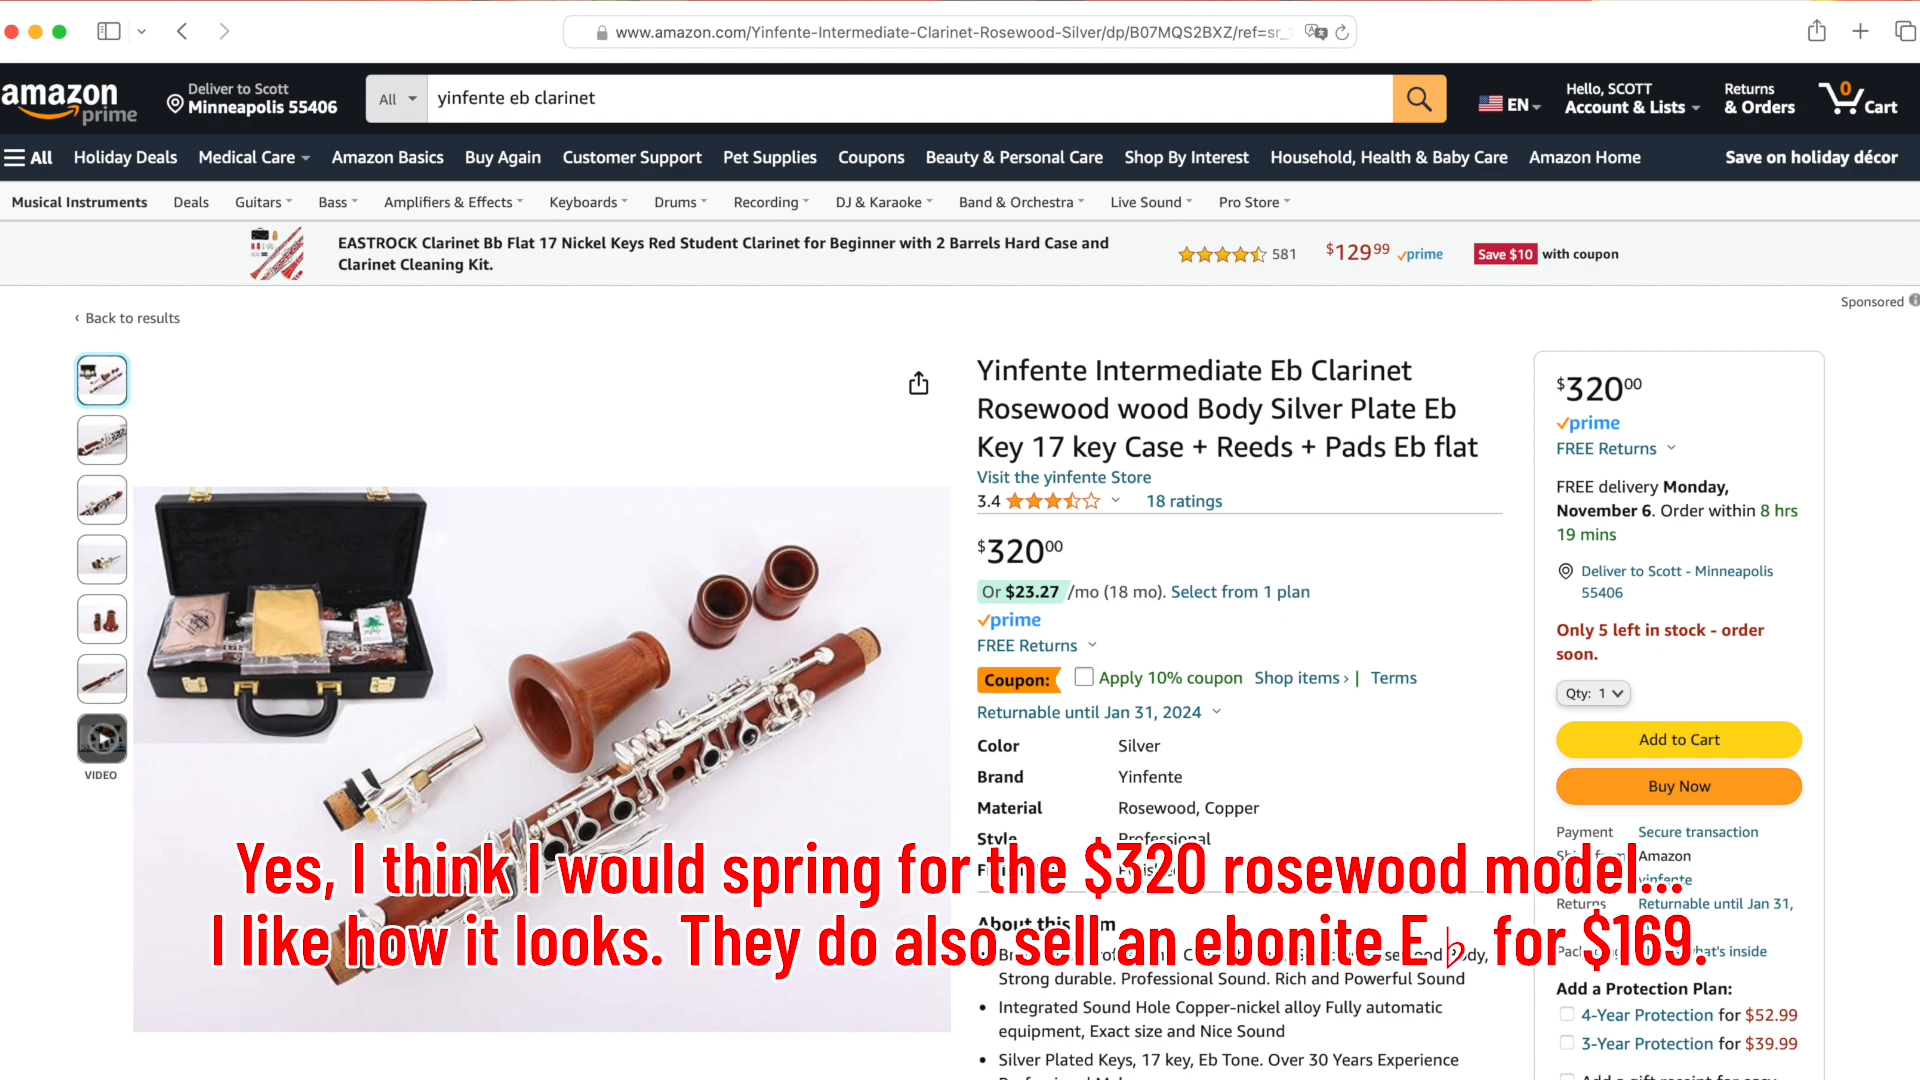 www.amazon.com/Yinfente-Intermediate-Clarinet-Rosewood-Silver/dp/B07MQS2BXZ/ref=sr_
amazon prime
Deliver to Scott
Minneapolis 55406
All
yinfente eb clarinet
EN
Hello, SCOTT
Account & Lists
Returns
& Orders
0
Cart
All Holiday Deals Medical Care Amazon Basics Buy Again Customer Support Pet Supplies Coupons Beauty & Personal Care Shop By Interest Household, Health & Baby Care Amazon Home Save on holiday décor
Musical Instruments Deals Guitars Bass Amplifiers & Effects Keyboards Drums Recording DJ & Karaoke Band & Orchestra Live Sound Pro Store
EASTROCK Clarinet Bb Flat 17 Nickel Keys Red Student Clarinet for Beginner with 2 Barrels Hard Case and
Clarinet Cleaning Kit.
581 $129.99 prime Save $10 with coupon
Sponsored
‹ Back to results
VIDEO
Yinfente Intermediate Eb Clarinet
Rosewood wood Body Silver Plate Eb
Key 17 key Case + Reeds + Pads Eb flat
Visit the yinfente Store
3.4 18 ratings
$320.00
Or $23.27 /mo (18 mo). Select from 1 plan
prime
FREE Returns
Coupon: Apply 10% coupon Shop items › | Terms
Returnable until Jan 31, 2024
Color Silver
Brand Yinfente
Material Rosewood, Copper
Style Professional
Yes, I think I would spring for the $320 rosewood model...
I like how it looks. They do also sell an ebonite E♭ for $169.
About this
Strong durable. Professional Sound. Rich and Powerful Sound
• Integrated Sound Hole Copper-nickel alloy Fully automatic
equipment, Exact size and Nice Sound
• Silver Plated Keys, 17 key, Eb Tone. Over 30 Years Experience
$320.00
prime
FREE Returns
FREE delivery Monday,
November 6. Order within 8 hrs
19 mins
Deliver to Scott - Minneapolis
55406
Only 5 left in stock - order
soon.
Qty: 1
Add to Cart
Buy Now
Payment Secure transaction
Amazon
yinfente
Returns Returnable until Jan 31,
what's inside
Add a Protection Plan:
4-Year Protection for $52.99
3-Year Protection for $39.99